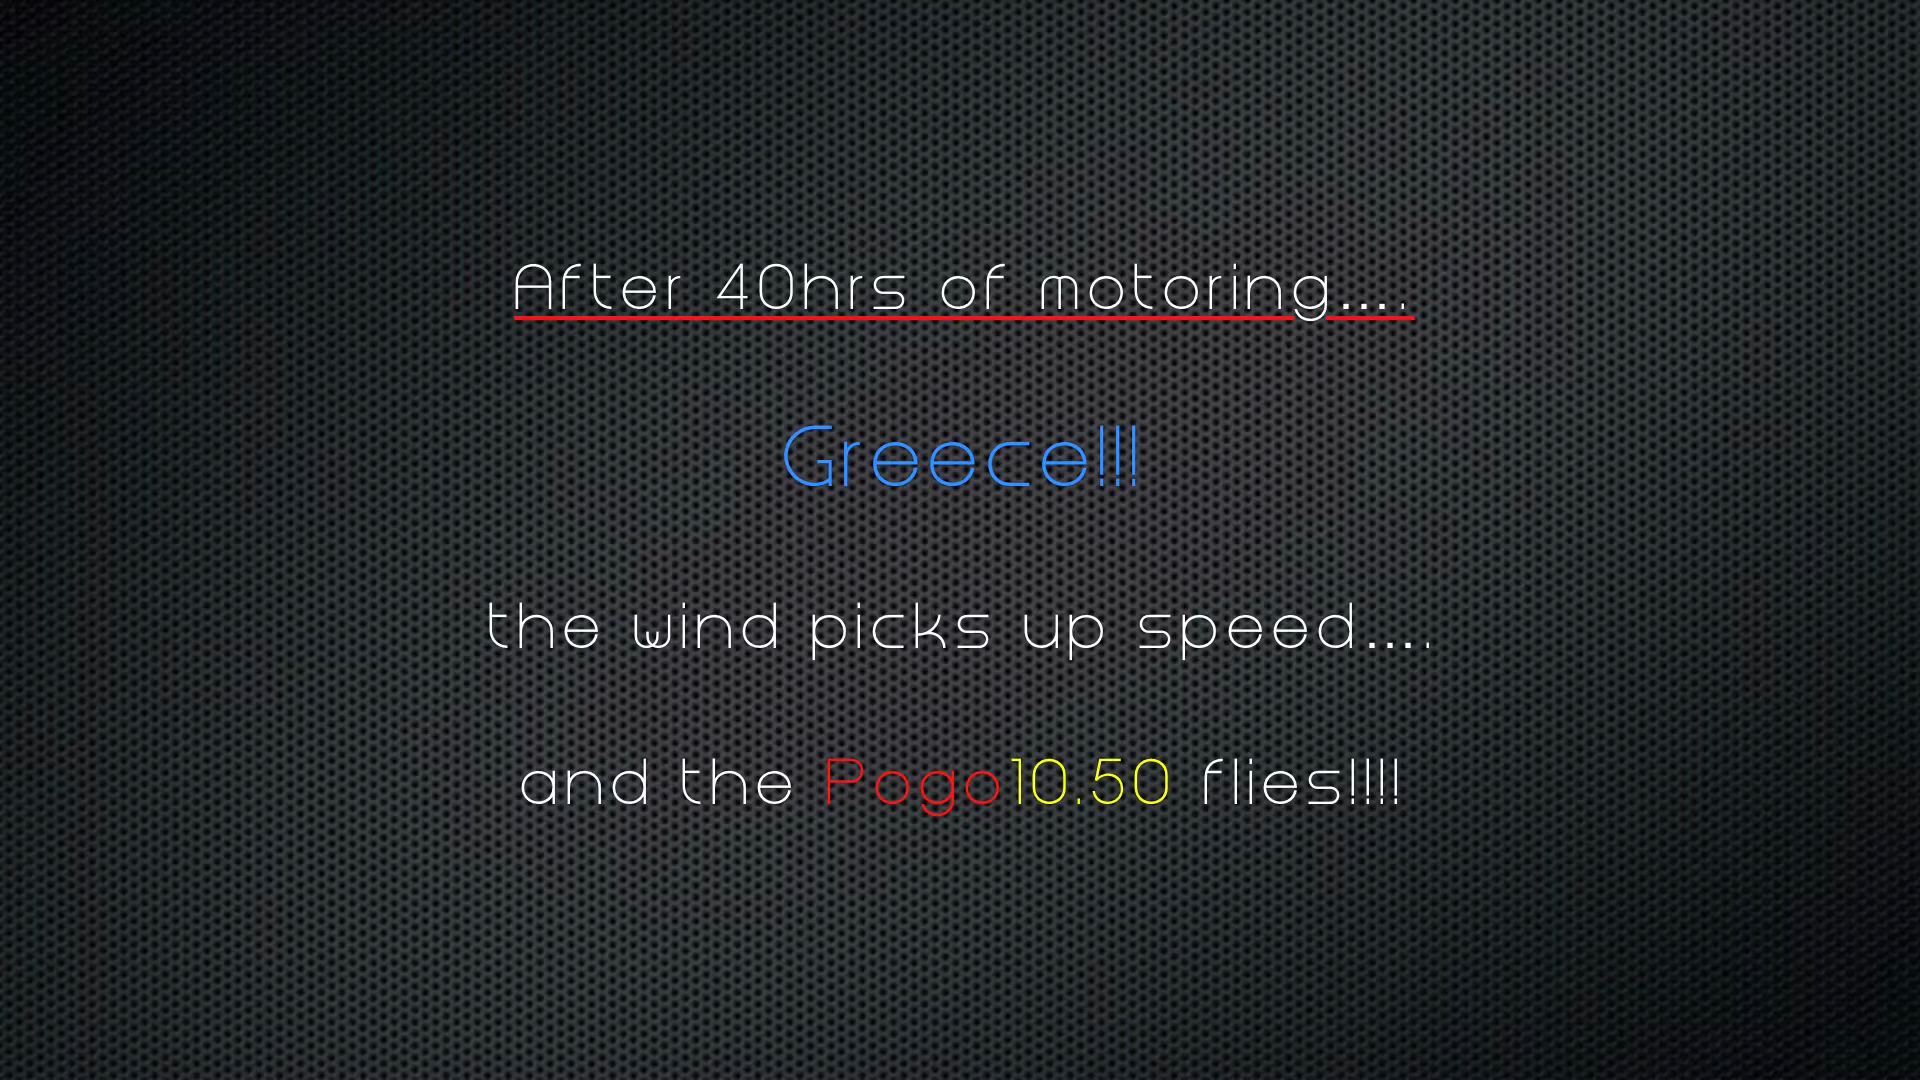 After 40hrs of motoring....
Greece!!!
the wind picks up speed....
and the Pogo10.50 flies!!!!